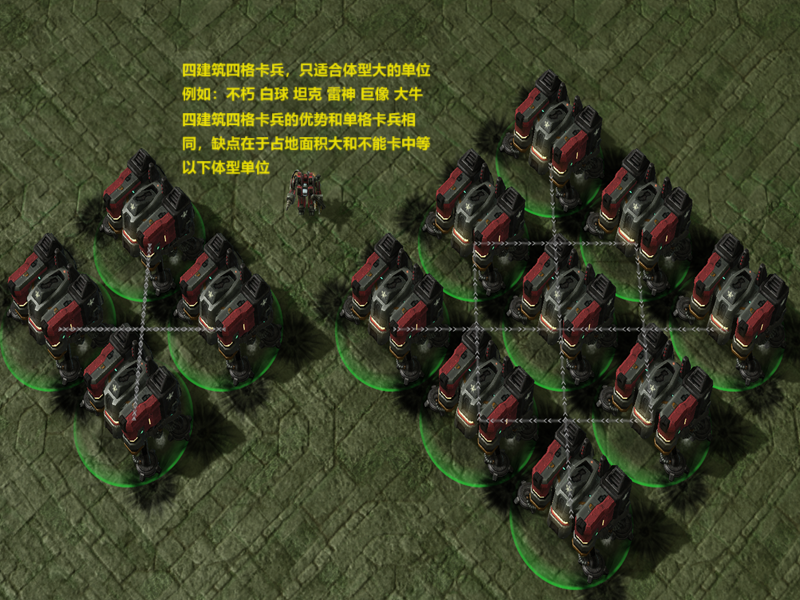 四建筑四格卡兵，只适合体型大的单位
例如：不朽 白球 坦克 雷神 巨像 大牛
四建筑四格卡兵的优势和单格卡兵相
同，缺点在于占地面积大和不能卡中等
以下体型单位